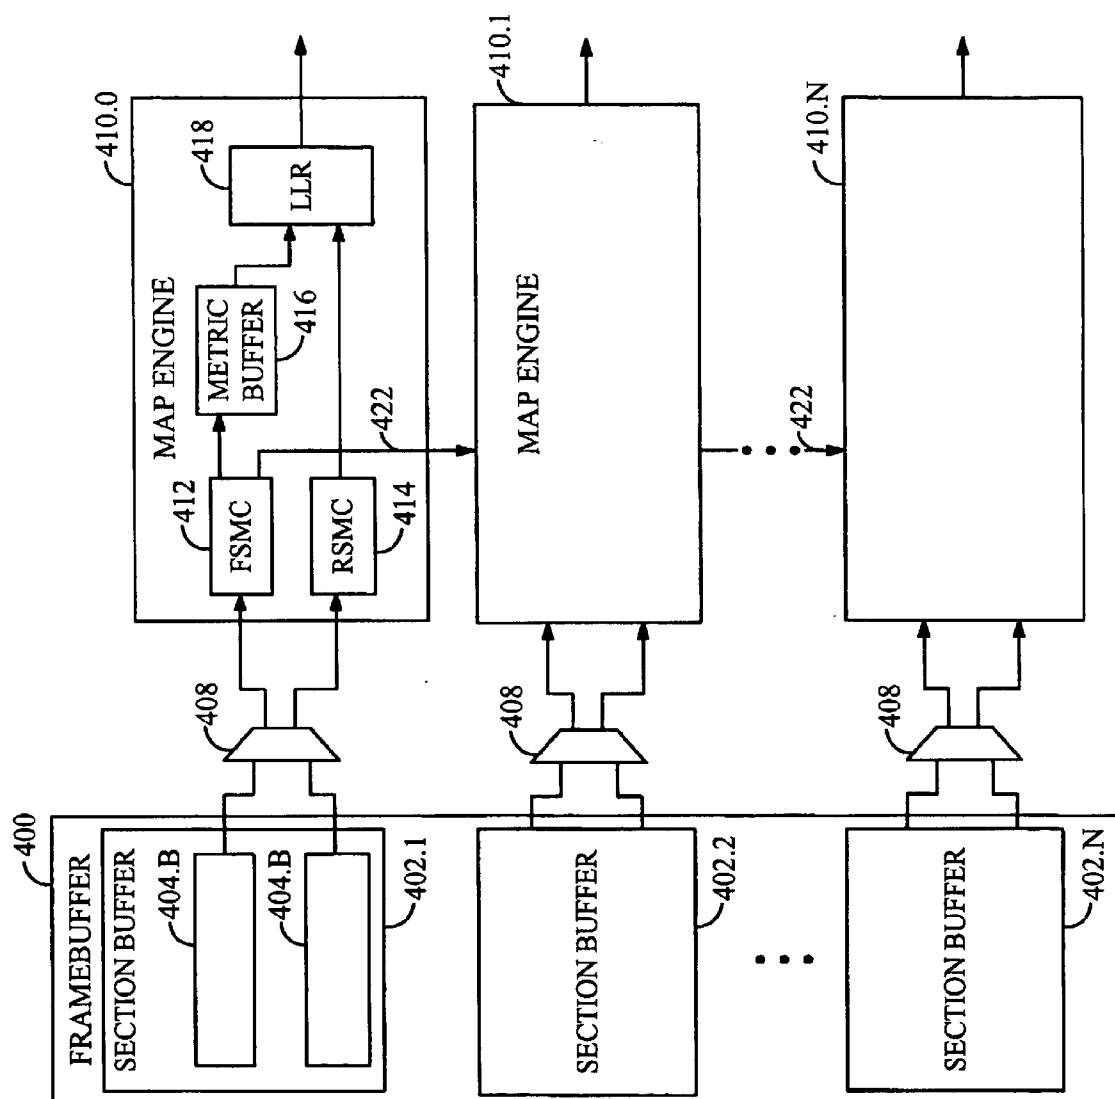 400
FRAMEBUFFER
SECTION BUFFER
404.B
404.B
402.1
408
410.0
MAP ENGINE
412
FSMC
RSMC
414
METRIC
BUFFER
416
418
LLR
422
SECTION BUFFER
402.2
408
MAP ENGINE
410.1
422
SECTION BUFFER
402.N
408
410.N